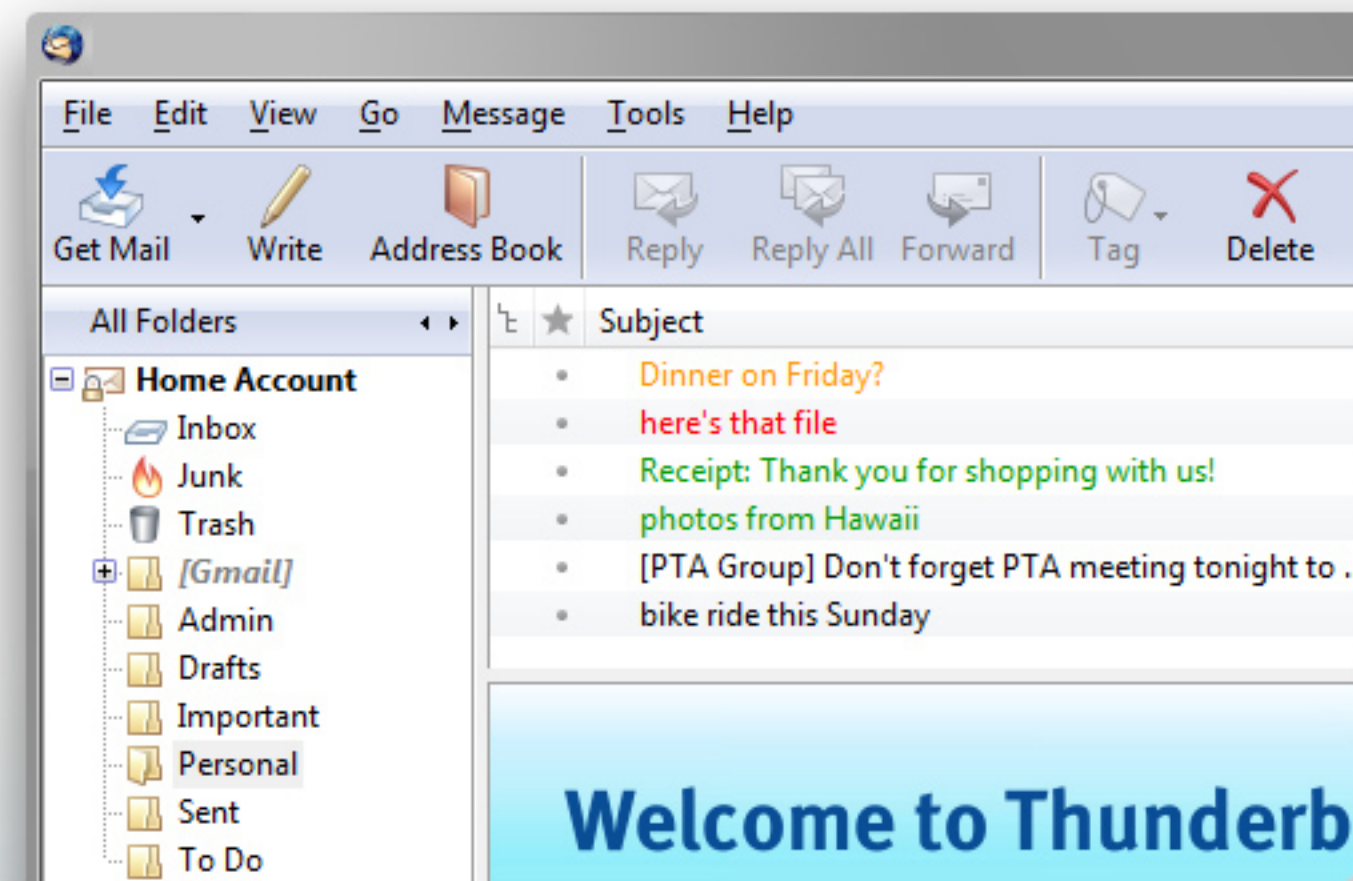 File Edit View Go Message Tools Help
Get Mail Write Address Book Reply Reply All Forward Tag Delete
All Folders
Subject
Home Account
Inbox
Junk
Trash
[Gmail]
Admin
Drafts
Important
Personal
Sent
To Do
Dinner on Friday?
here's that file
Receipt: Thank you for shopping with us!
photos from Hawaii
[PTA Group] Don't forget PTA meeting tonight to ..
bike ride this Sunday
Welcome to Thunderb